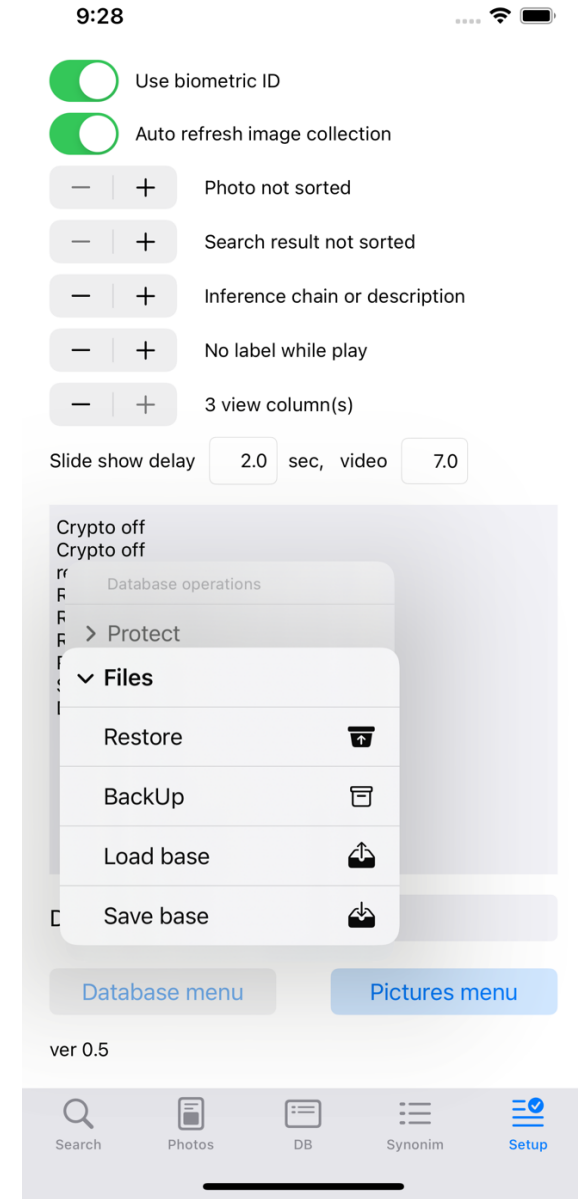 9:28
Use biometric ID
Auto refresh image collection
Photo not sorted
Search result not sorted
Inference chain or description
No label while play
3 view column(s)
Slide show delay 2.0 sec, video 7.0
Crypto off
Crypto off
Database operations
Protect
Files
Restore
BackUp
Load base
Save base
Database menu Pictures menu
ver 0.5
Search Photos DB Synonim Setup